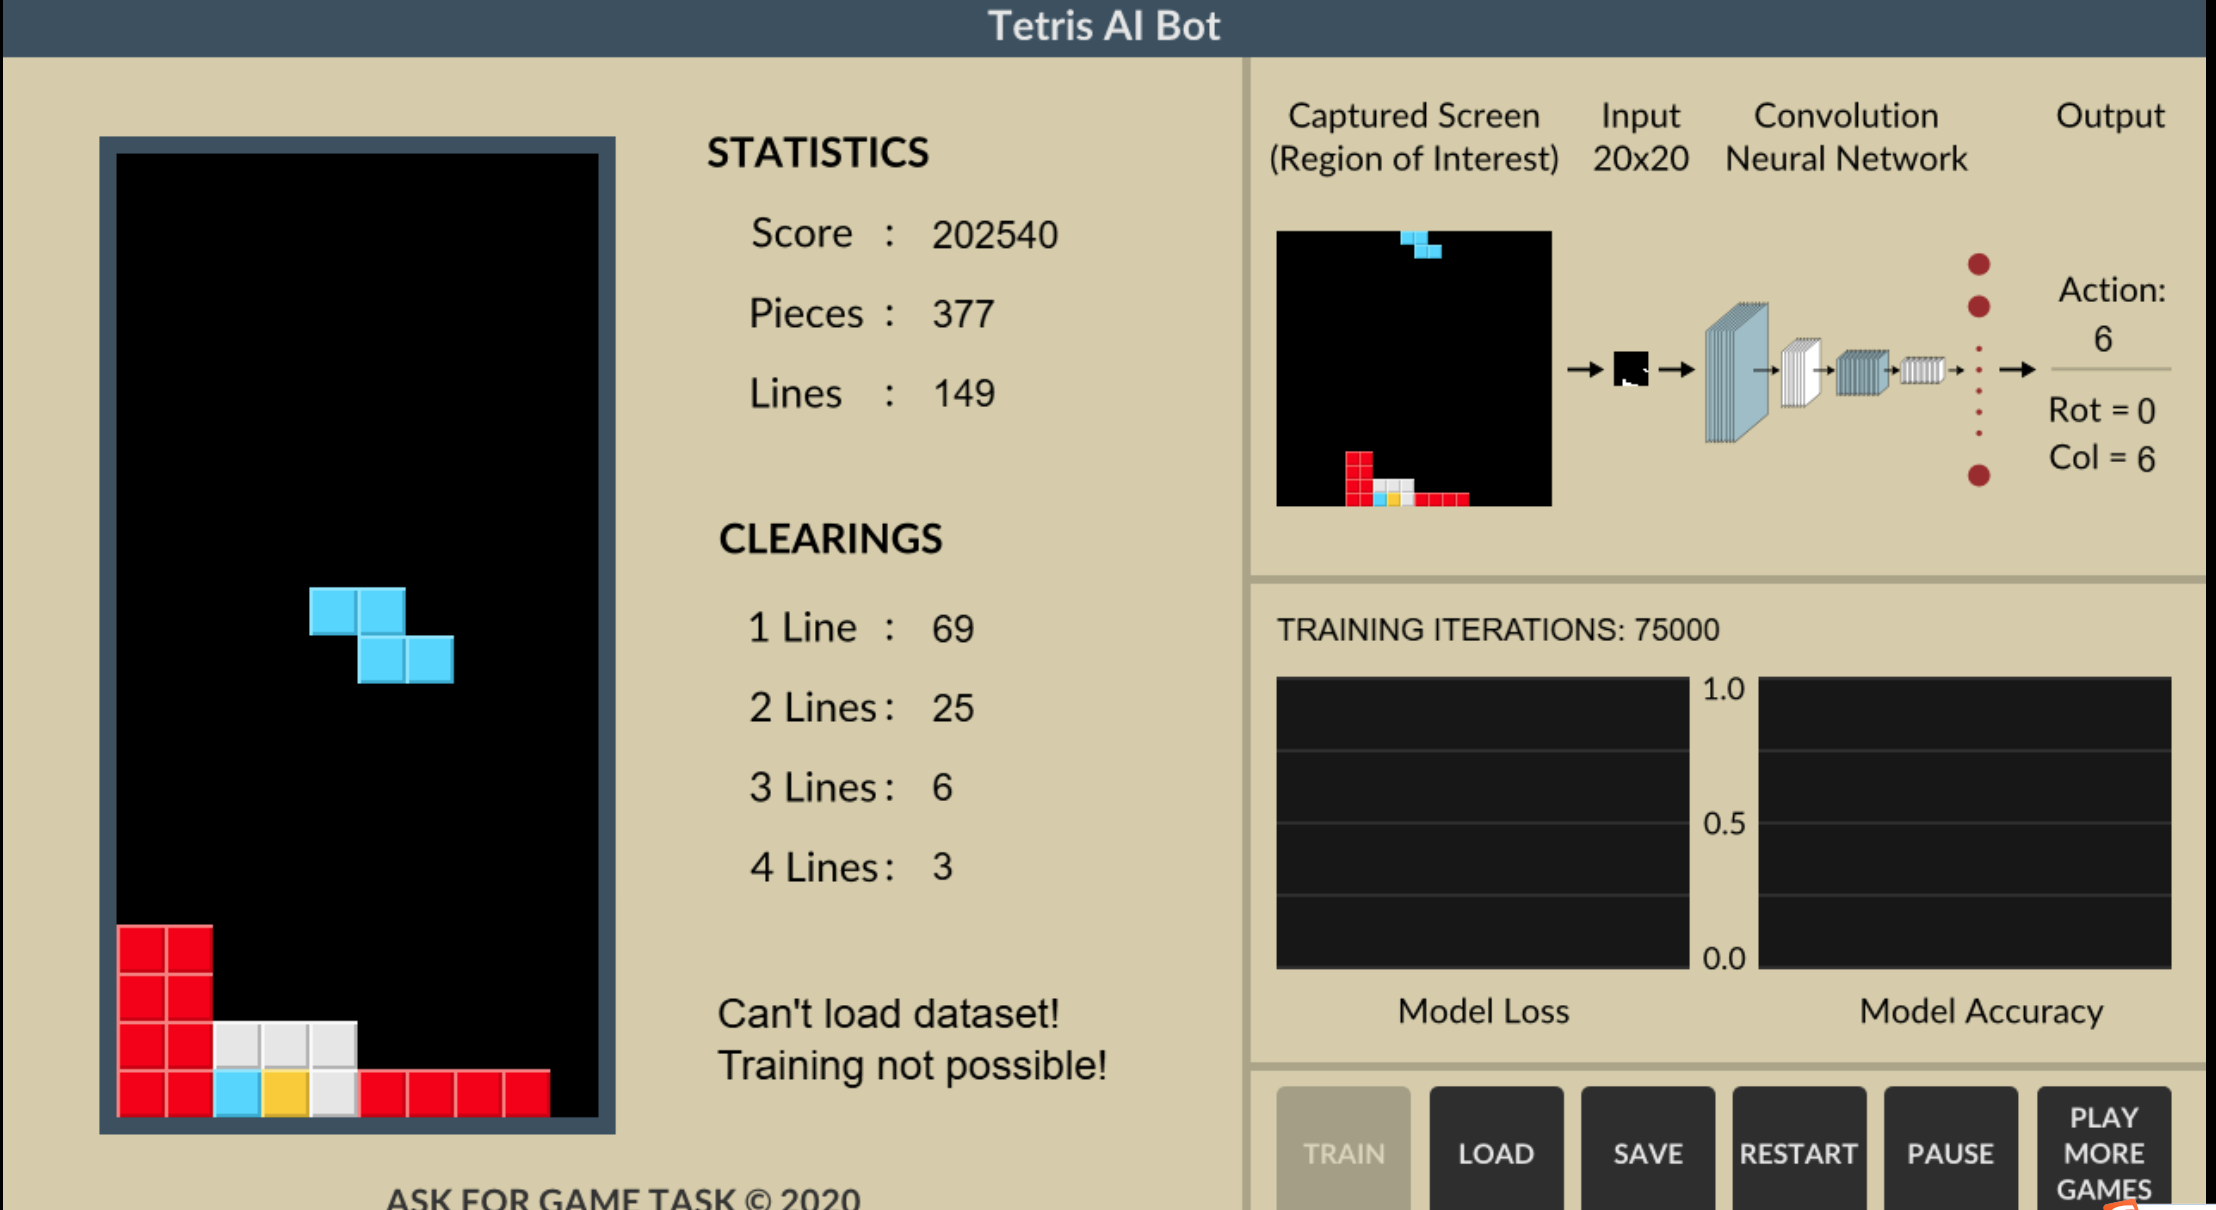 Tetris AI Bot
STATISTICS
Score : 202540
Pieces : 377
Lines : 149
CLEARINGS
1 Line : 69
2 Lines : 25
3 Lines : 6
4 Lines : 3
Can't load dataset!
Training not possible!
ASK FOR GAME TASK © 2020
Captured Screen
(Region of Interest)
Input
20x20
Convolution
Neural Network
Output
Action:
6
Rot = 0
Col = 6
TRAINING ITERATIONS: 75000
1.0
0.5
0.0
Model Loss
Model Accuracy
TRAIN
LOAD
SAVE
RESTART
PAUSE
PLAY
MORE
GAMES